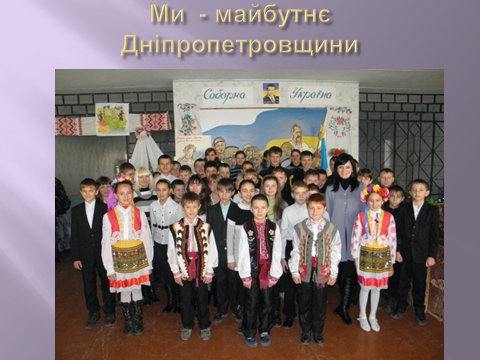 Ми - майбутнє
Дніпропетровщини
Соборна Україна